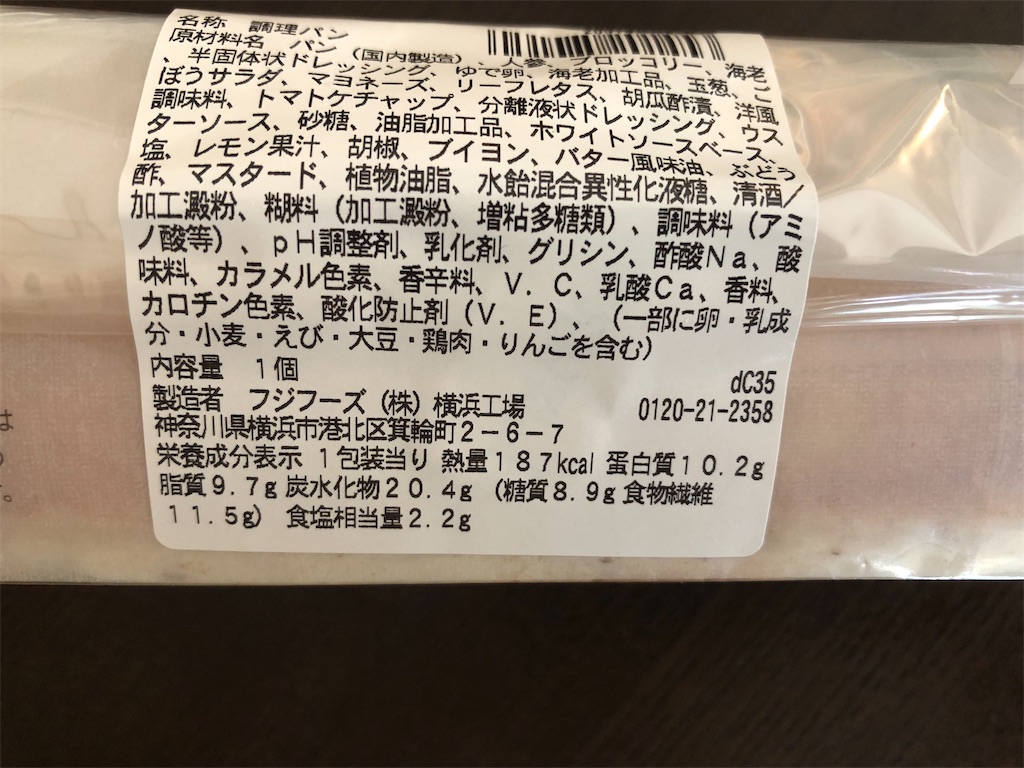 名称　調理パン
原材料名　パン（国内製造）、人参、ブロッコリー、海老
、半固体状ドレッシング、ゆで卵、海老加工品、玉葱、ご
ぼうサラダ、マヨネーズ、リーフレタス、胡瓜酢漬、洋風
調味料、トマトケチャップ、分離液状ドレッシング、ウス
ターソース、砂糖、油脂加工品、ホワイトソースベース、
塩、レモン果汁、胡椒、ブイヨン、バター風味油、ぶどう
酢、マスタード、植物油脂、水飴混合異性化液糖、清酒／
加工澱粉、糊料（加工澱粉、増粘多糖類）、調味料（アミ
ノ酸等）、ｐＨ調整剤、乳化剤、グリシン、酢酸Ｎａ、酸
味料、カラメル色素、香辛料、Ｖ．Ｃ、乳酸Ｃａ、香料、
カロチン色素、酸化防止剤（Ｖ．Ｅ）、（一部に卵・乳成
分・小麦・えび・大豆・鶏肉・りんごを含む）
内容量　１個
dC35
製造者　フジフーズ（株）横浜工場
0120-21-2358
神奈川県横浜市港北区箕輪町２－６－７
栄養成分表示 １包装当り 熱量１８７kcal 蛋白質１０.２g
脂質９.７g 炭水化物２０.４g（糖質８.９g 食物繊維
１１.５g） 食塩相当量２.２g
は